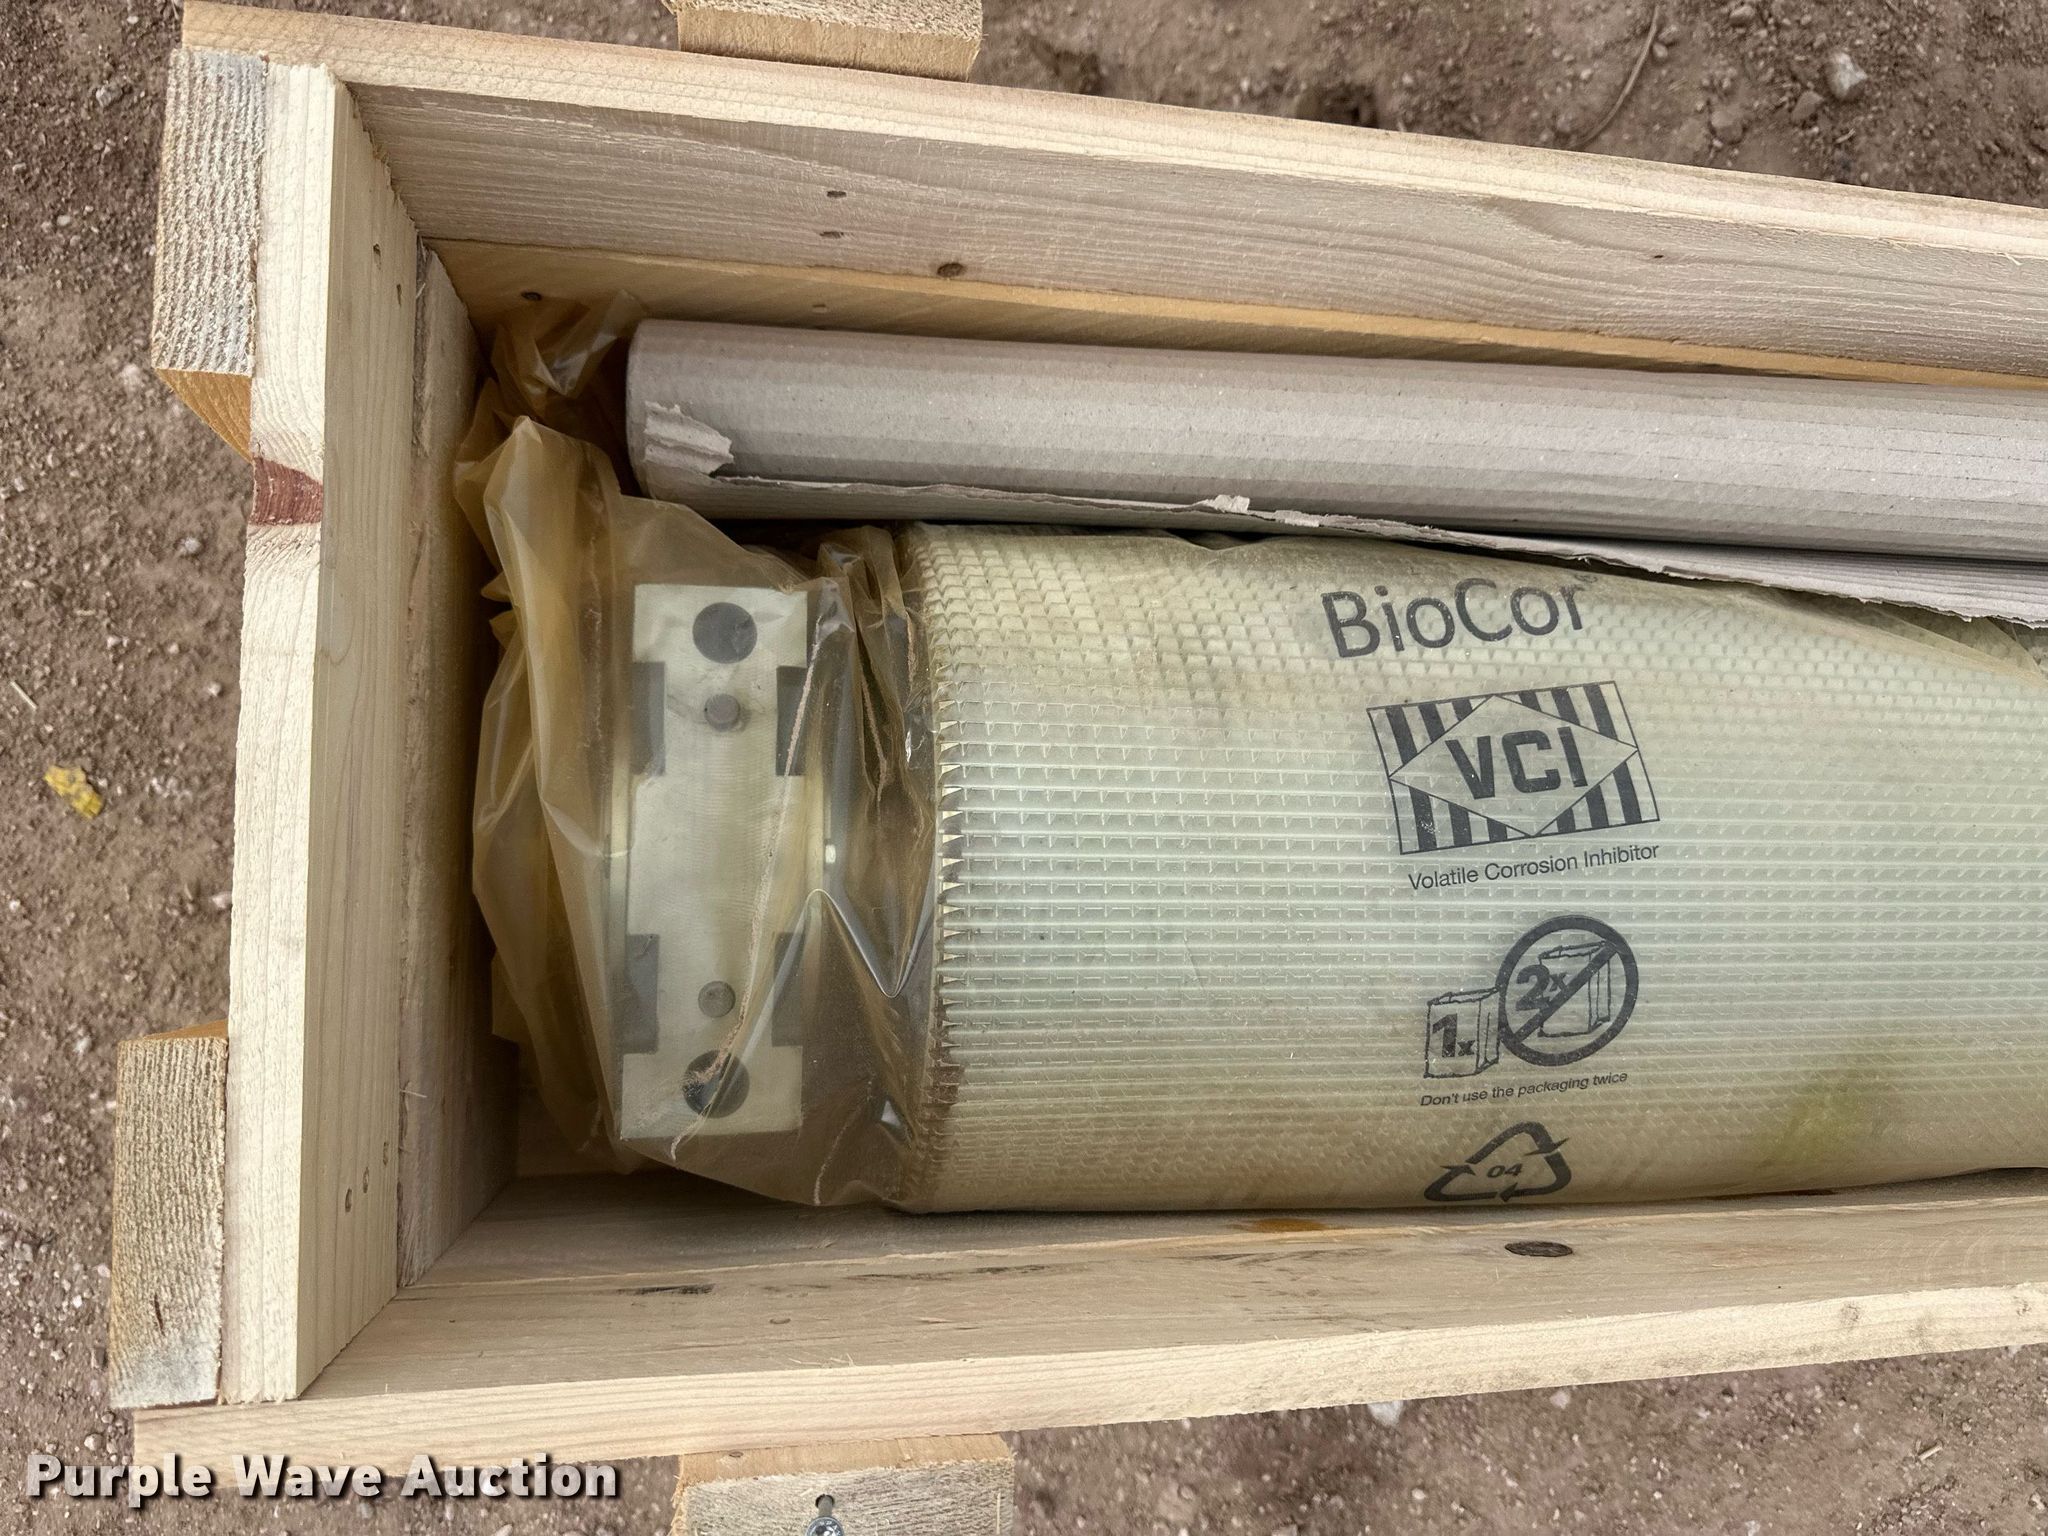 BioCor®
VCI
Volatile Corrosion Inhibitor
1x
2x
Don't use the packaging twice
04
Purple Wave Auction